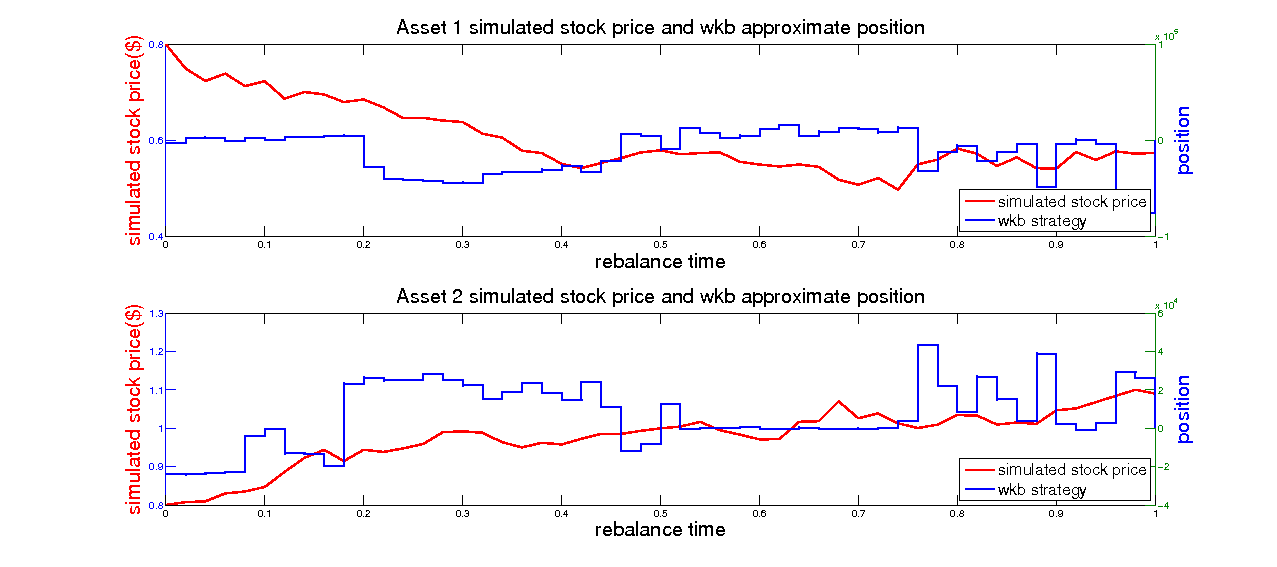 Asset 1 simulated stock price and wkb approximate position
x 10^5
simulated stock price($)
0.8
0.6
0.4
1
0
-1
position
simulated stock price
wkb strategy
0 0.1 0.2 0.3 0.4 0.5 0.6 0.7 0.8 0.9 1
rebalance time
Asset 2 simulated stock price and wkb approximate position
x 10^4
simulated stock price($)
1.3
1.2
1.1
1
0.9
0.8
6
4
2
0
-2
-4
position
simulated stock price
wkb strategy
0 0.1 0.2 0.3 0.4 0.5 0.6 0.7 0.8 0.9 1
rebalance time